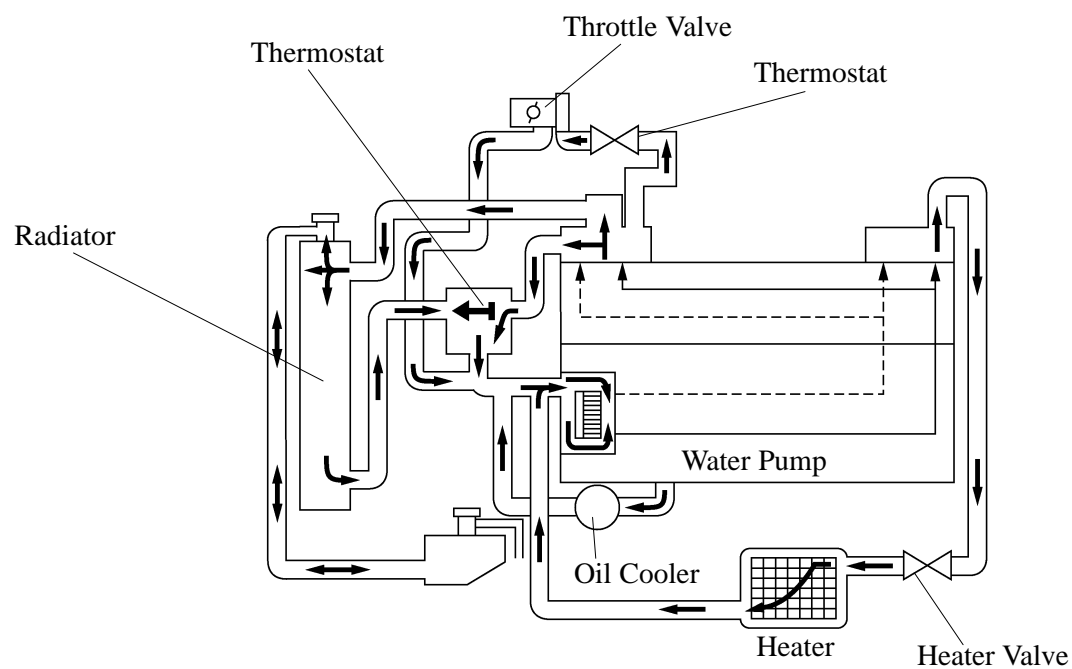 Throttle Valve
Thermostat
Thermostat
Radiator
Water Pump
Oil Cooler
Heater
Heater Valve